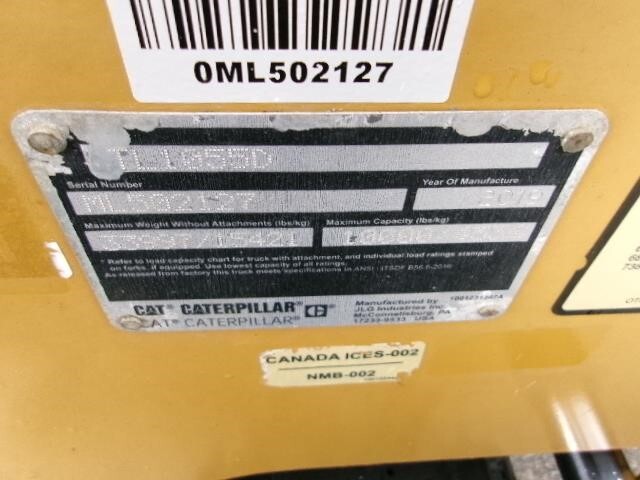 0ML502127
TL1055D
Serial Number
Year Of Manufacture
ML502127
Maximum Weight Without Attachments (lbs/kg)
Maximum Capacity (lbs/kg)
* Refer to load capacity chart for truck with attachment, and individual load ratings stamped
on forks, if equipped. Use lowest capacity of all.
As released from factory this truck meets specifications in ANSI / ITSDF B56.6-2016
CAT CATERPILLAR
CAT CATERPILLAR
Manufactured by
JLG Industries Inc.
McConnellsburg, PA
17233-9533 USA
CANADA ICES-002
NMB-002